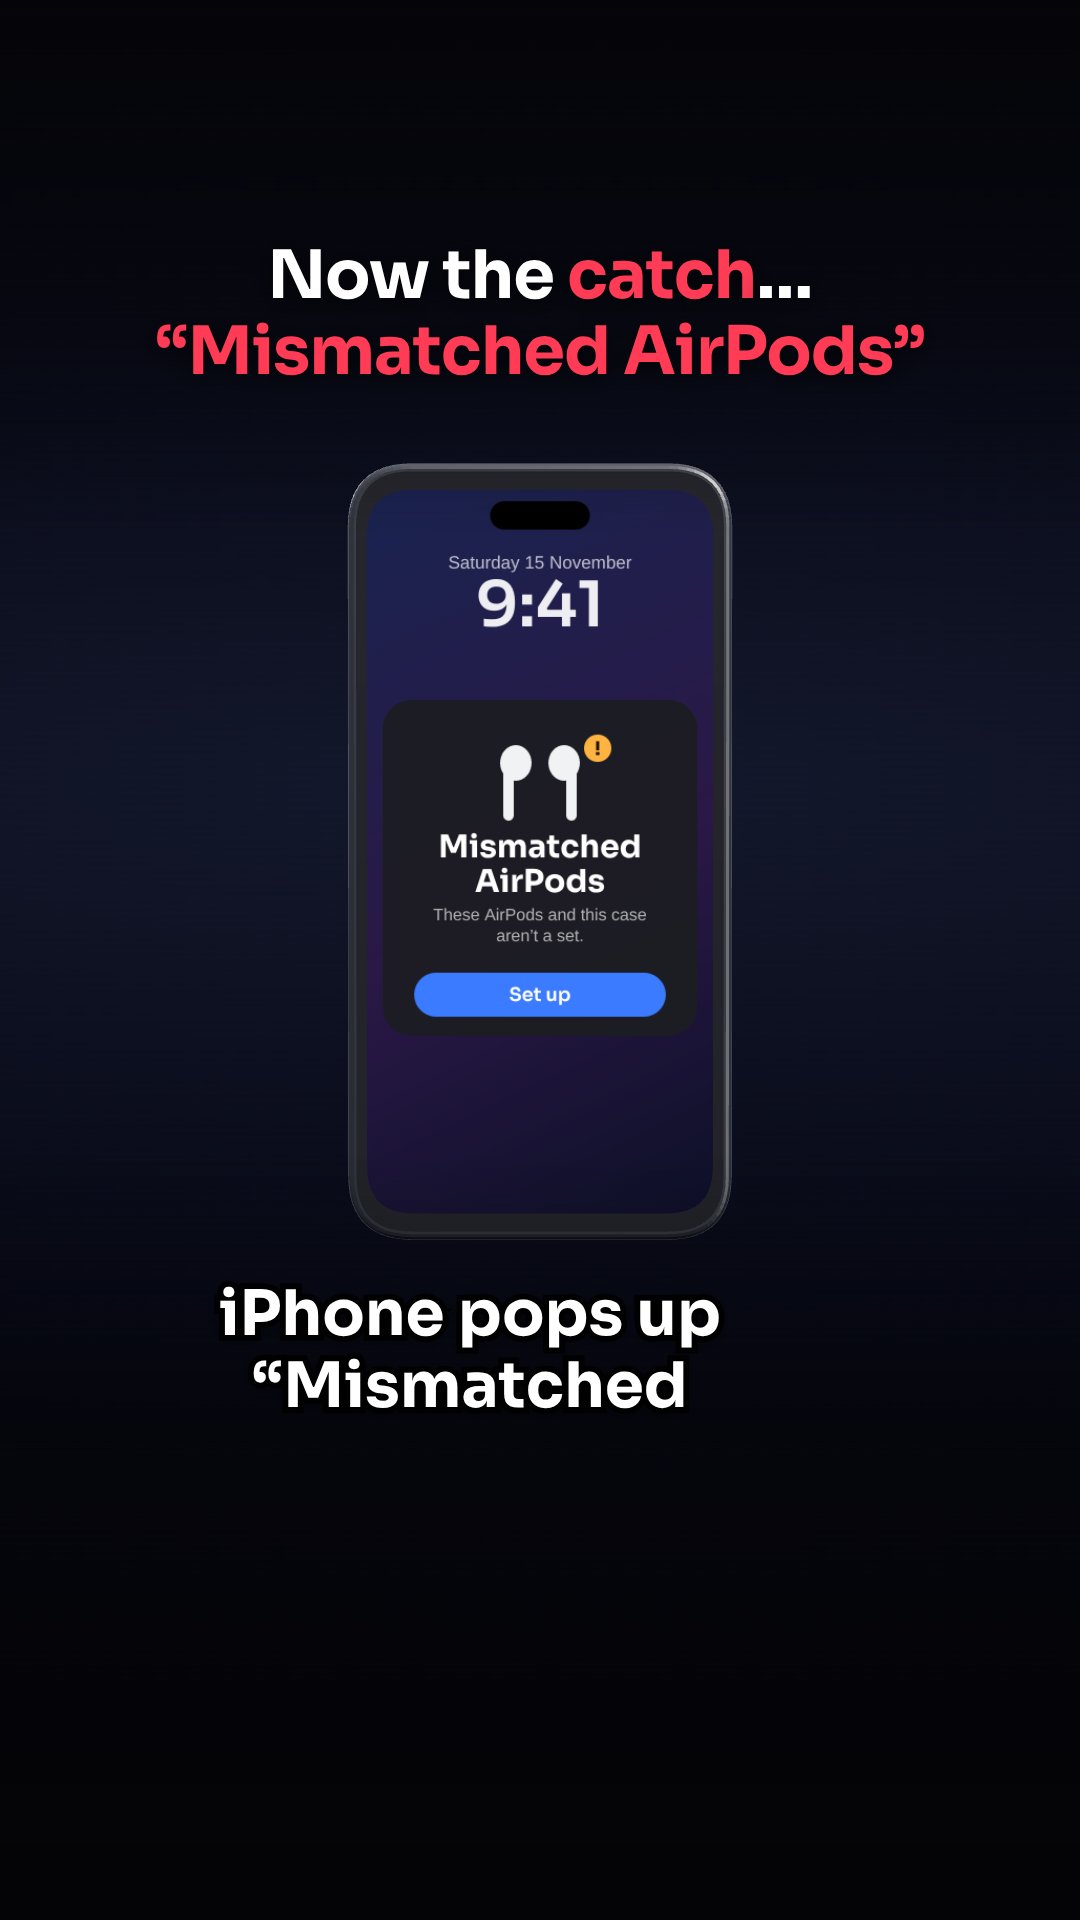 Now the catch...
“Mismatched AirPods”
Saturday 15 November
9:41
!
Mismatched
AirPods
These AirPods and this case
aren’t a set.
Set up
iPhone pops up
“Mismatched